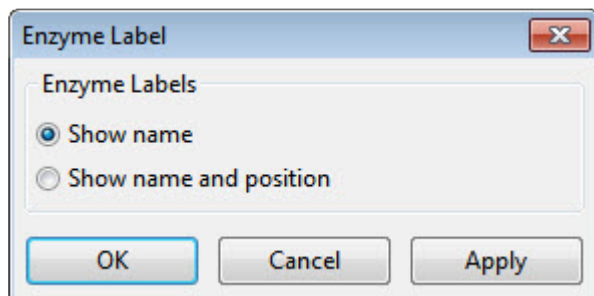 Enzyme Label
Enzyme Labels
Show name
Show name and position
OK Cancel Apply